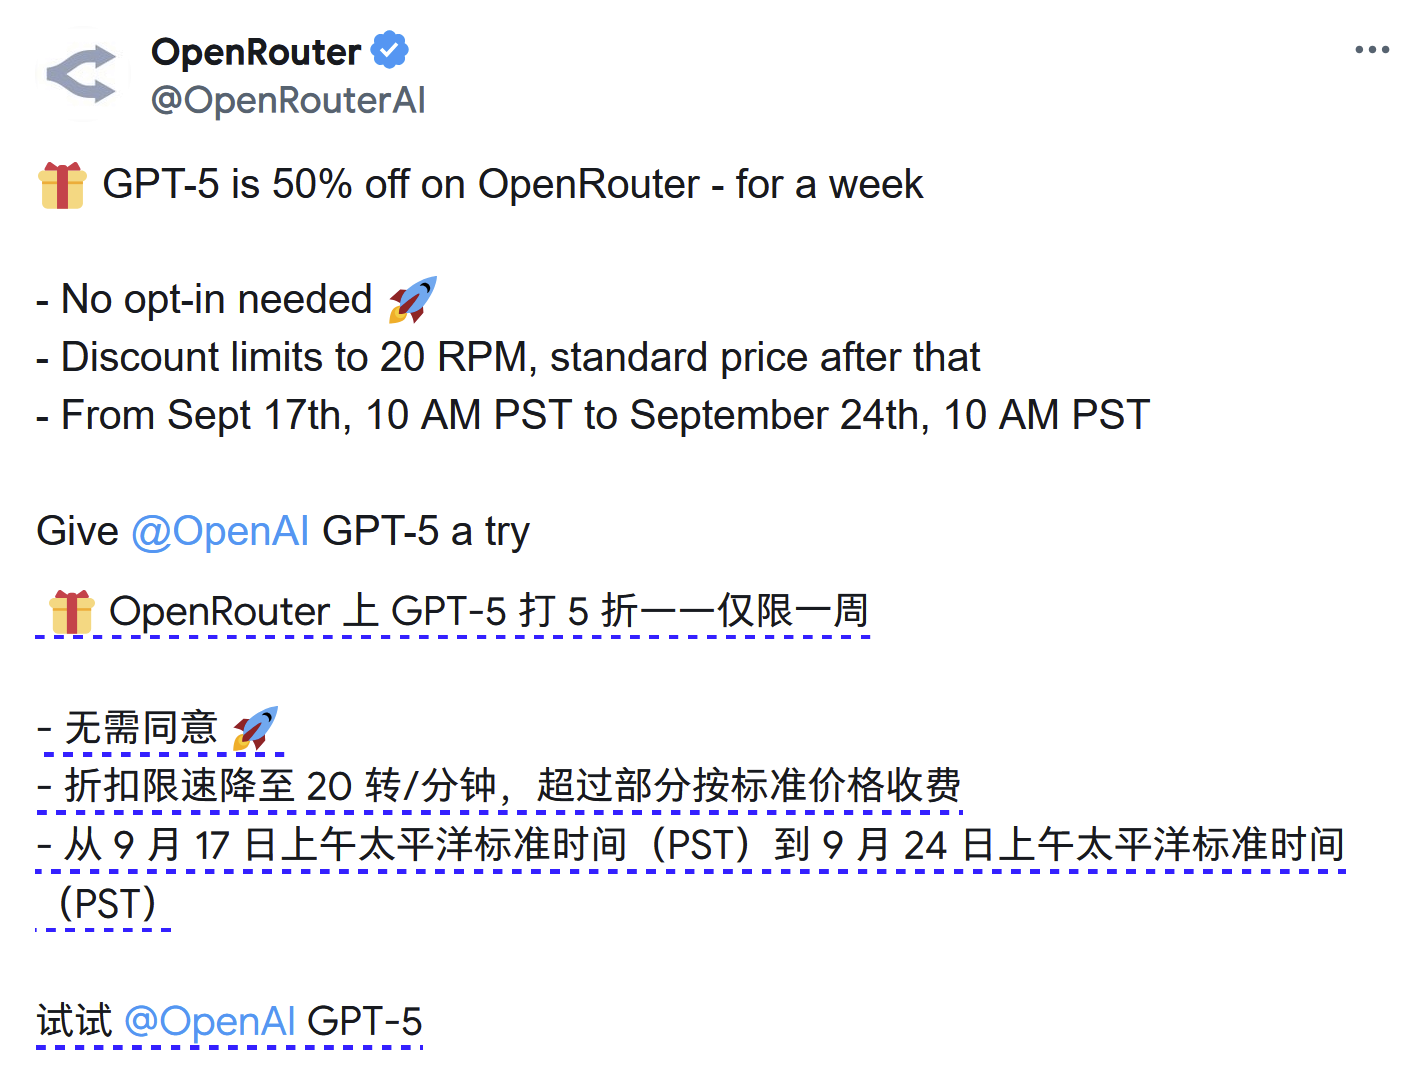 OpenRouter
@OpenRouterAI
🎁 GPT-5 is 50% off on OpenRouter - for a week
- No opt-in needed 🚀
- Discount limits to 20 RPM, standard price after that
- From Sept 17th, 10 AM PST to September 24th, 10 AM PST
Give @OpenAI GPT-5 a try
🎁 OpenRouter 上 GPT-5 打 5 折——仅限一周
- 无需同意 🚀
- 折扣限速降至 20 转/分钟，超过部分按标准价格收费
- 从 9 月 17 日上午太平洋标准时间（PST）到 9 月 24 日上午太平洋标准时间
（PST）
试试 @OpenAI GPT-5